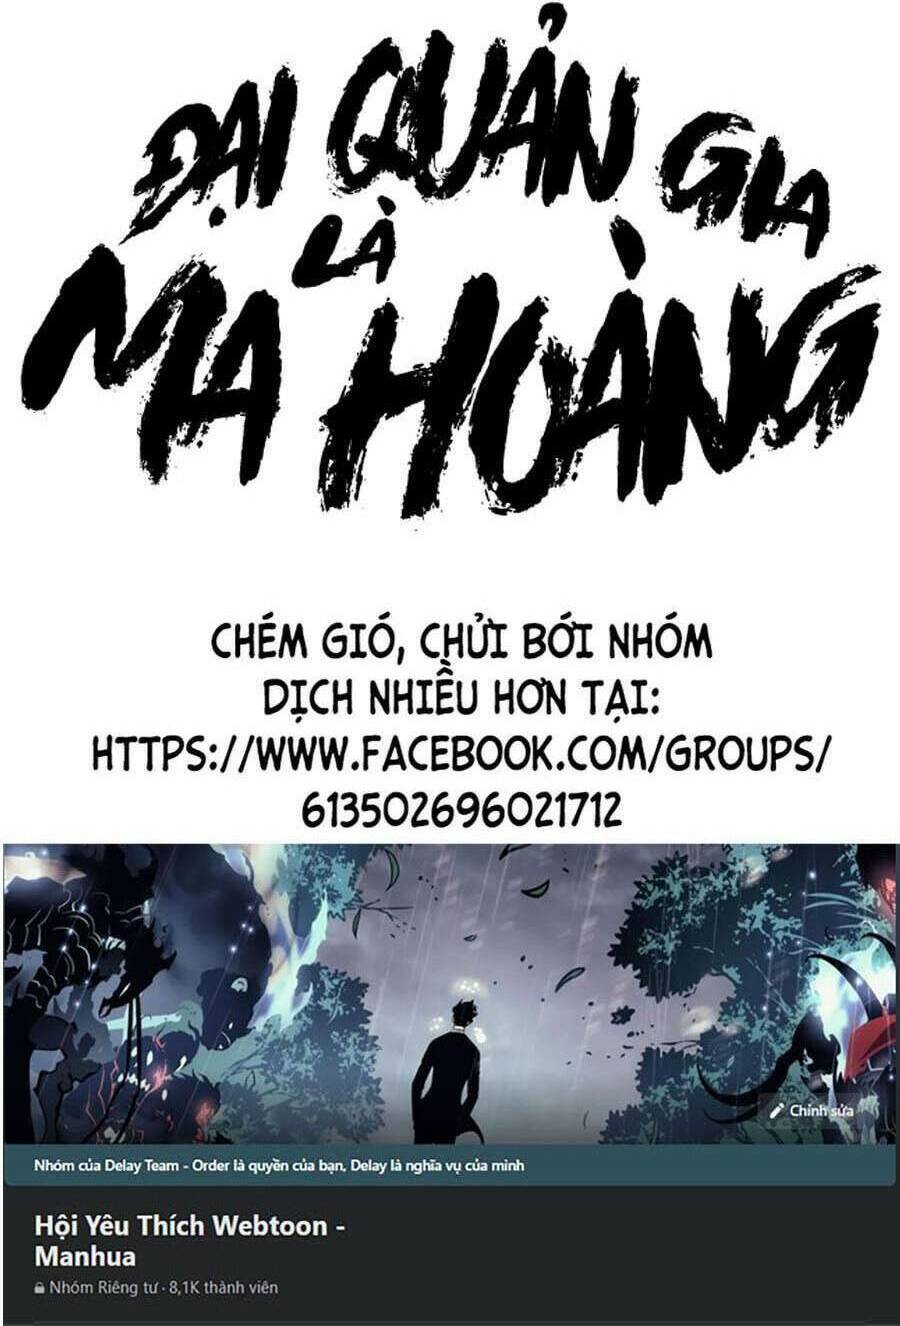 ĐẠI QUẢN GIA
LÀ
MA HOÀNG
CHÉM GIÓ, CHỬI BỚI NHÓM
DỊCH NHIỀU HƠN TẠI:
HTTPS://WWW.FACEBOOK.COM/GROUPS/
613502696021712
Chỉnh sửa
Nhóm của Delay Team - Order là quyền của bạn, Delay là nghĩa vụ của mình
Hội Yêu Thích Webtoon -
Manhua
Nhóm Riêng tư · 8,1K thành viên